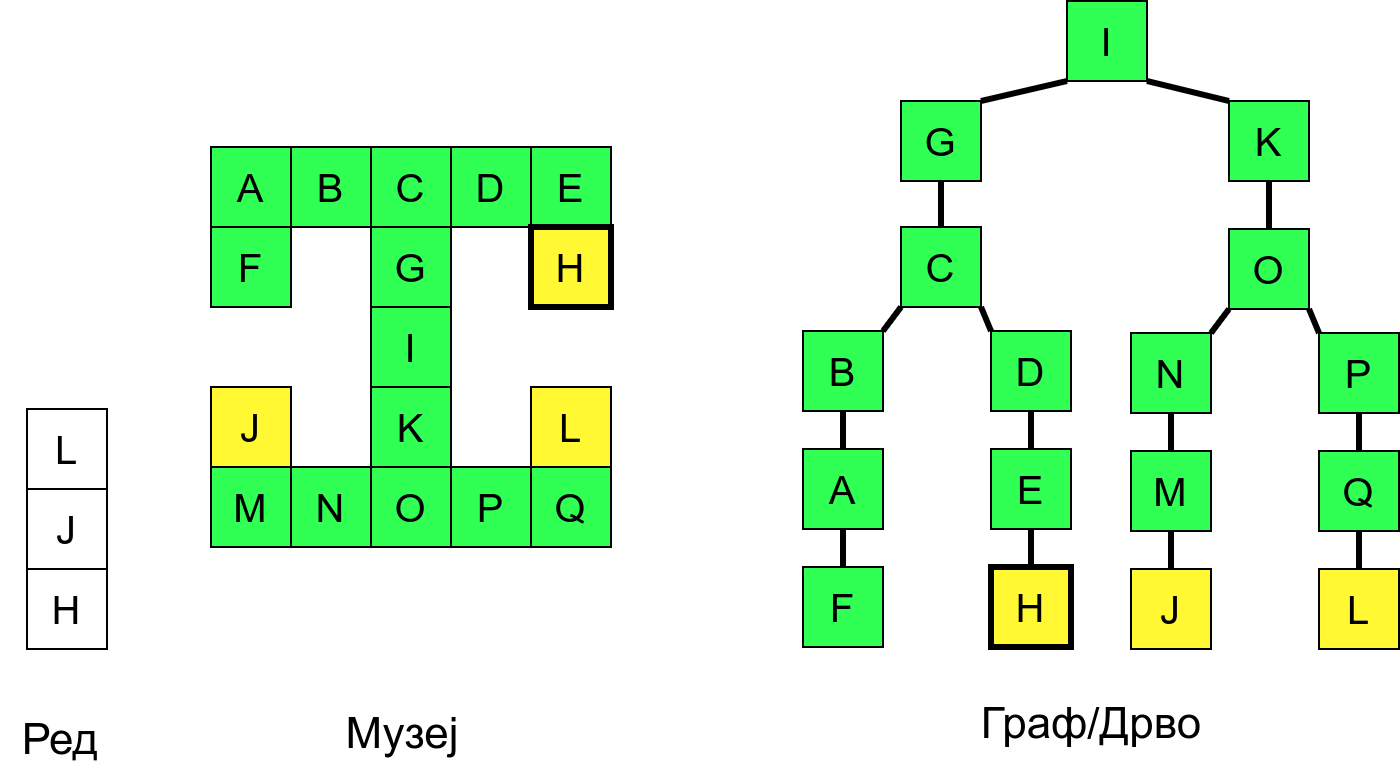 L
J
H
Ред
A B C D E
F G H
I
J K L
M N O P Q
Музеј
I
G K
C O
B D N P
A E M Q
F H J L
Граф/Дрво